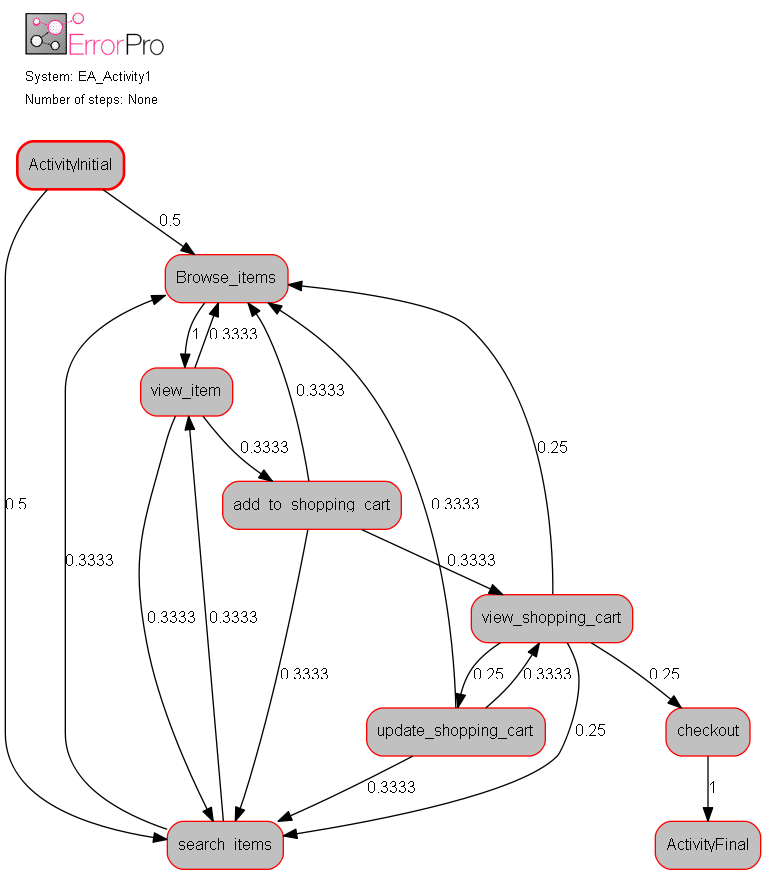 ErrorPro
System: EA_Activity1
Number of steps: None
ActivityInitial
0.5
Browse_items
1
0.3333
view_item
0.3333
0.3333
0.25
add_to_shopping_cart
0.3333
0.5
0.3333
0.3333
0.3333
0.3333
view_shopping_cart
0.3333
0.25
0.3333
0.25
update_shopping_cart
0.25
checkout
0.3333
1
search_items
ActivityFinal